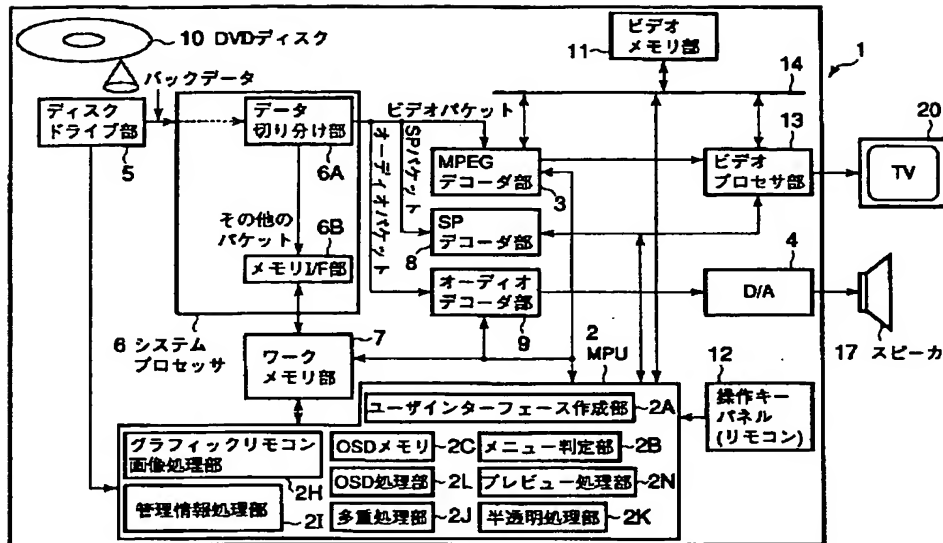 10 DVDディスク
パックデータ
ディスク
ドライブ部
5
データ
切り分け部
6A
その他の
パケット
6B
メモリI/F部
6 システム
プロセッサ
ビデオパケット
SPパケット
オーディオパケット
MPEG
デコーダ部
3
SP
デコーダ部
8
オーディオ
デコーダ部
9
ビデオ
メモリ部
11
14
1
13
ビデオ
プロセサ部
20
TV
4
D/A
17 スピーカ
7
ワーク
メモリ部
2
MPU
12
操作キー
パネル
(リモコン)
ユーザインターフェース作成部
2A
グラフィックリモコン
画像処理部
2H
管理情報処理部
2I
OSDメモリ
2C
メニュー判定部
2B
OSD処理部
2L
プレビュー処理部
2N
多重処理部
2J
半透明処理部
2K